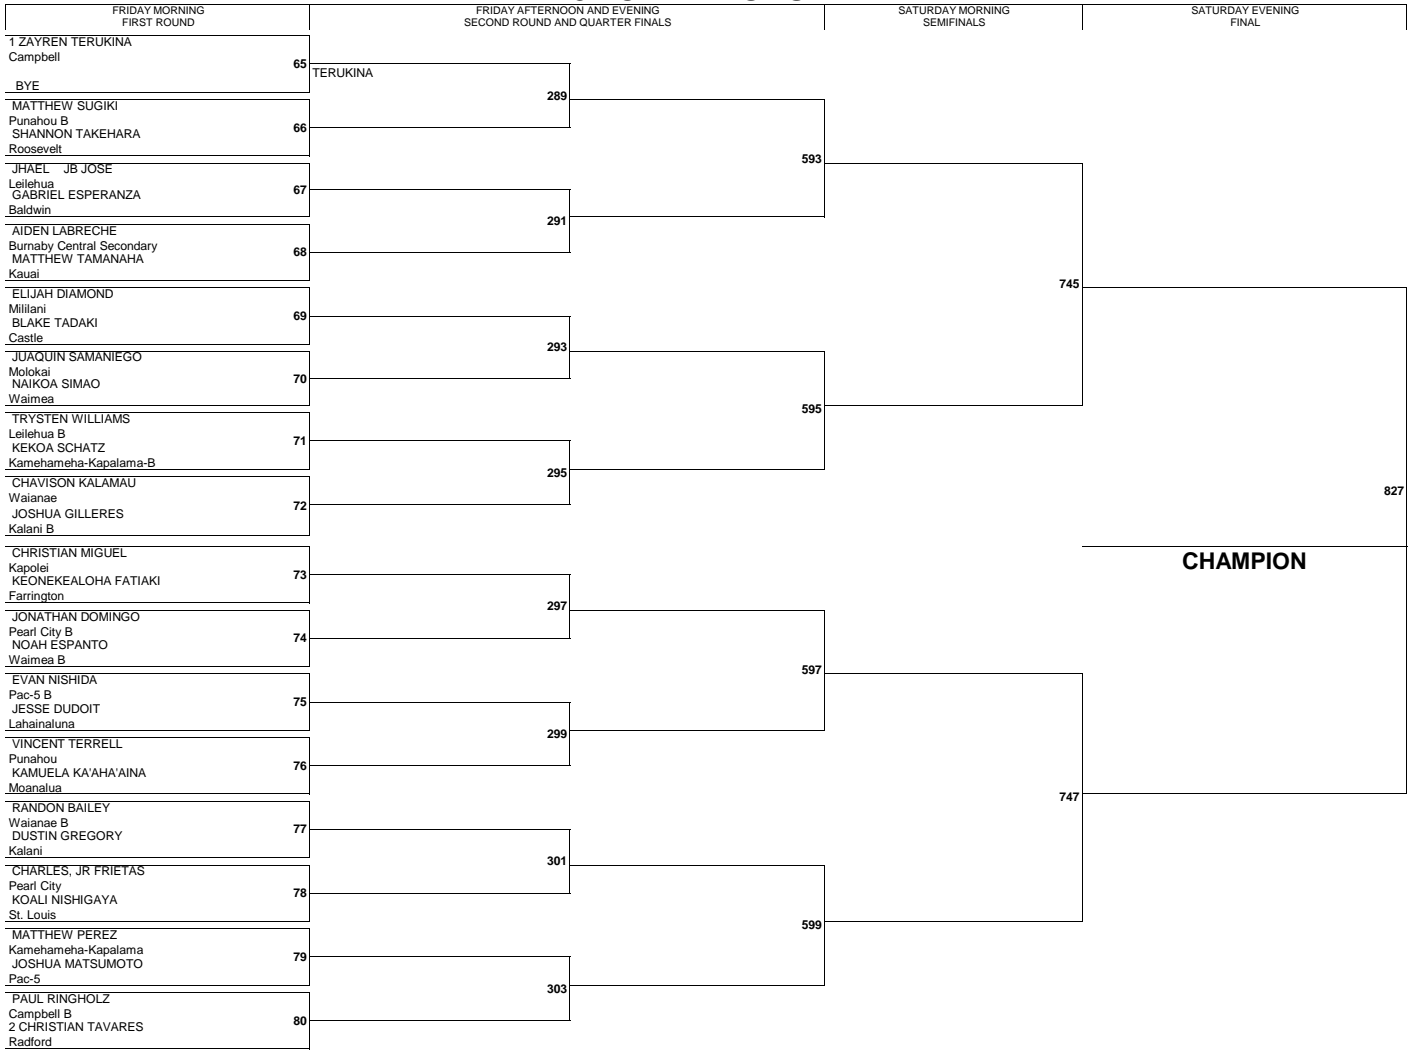 FRIDAY MORNING
FIRST ROUND
FRIDAY AFTERNOON AND EVENING
SECOND ROUND AND QUARTER FINALS
SATURDAY MORNING
SEMIFINALS
SATURDAY EVENING
FINAL
1 ZAYREN TERUKINA
Campbell
65
BYE
TERUKINA
289
MATTHEW SUGIKI
Punahou B
66
SHANNON TAKEHARA
Roosevelt
593
JHAEL JB JOSE
Leilehua
67
GABRIEL ESPERANZA
Baldwin
291
AIDEN LABRECHE
Burnaby Central Secondary
68
MATTHEW TAMANAHA
Kauai
745
ELIJAH DIAMOND
Mililani
69
BLAKE TADAKI
Castle
293
JUAQUIN SAMANIEGO
Molokai
70
NAIKOA SIMAO
Waimea
595
TRYSTEN WILLIAMS
Leilehua B
71
KEKOA SCHATZ
Kamehameha-Kapalama-B
295
CHAVISON KALAMAU
Waianae
72
JOSHUA GILLERES
Kalani B
827
CHAMPION
CHRISTIAN MIGUEL
Kapolei
73
KEONEKEALOHA FATIAKI
Farrington
297
JONATHAN DOMINGO
Pearl City B
74
NOAH ESPANTO
Waimea B
597
EVAN NISHIDA
Pac-5 B
75
JESSE DUDOIT
Lahainaluna
299
VINCENT TERRELL
Punahou
76
KAMUELA KA'AHA'AINA
Moanalua
747
RANDON BAILEY
Waianae B
77
DUSTIN GREGORY
Kalani
301
CHARLES, JR FRIETAS
Pearl City
78
KOALI NISHIGAYA
St. Louis
599
MATTHEW PEREZ
Kamehameha-Kapalama
79
JOSHUA MATSUMOTO
Pac-5
303
PAUL RINGHOLZ
Campbell B
80
2 CHRISTIAN TAVARES
Radford